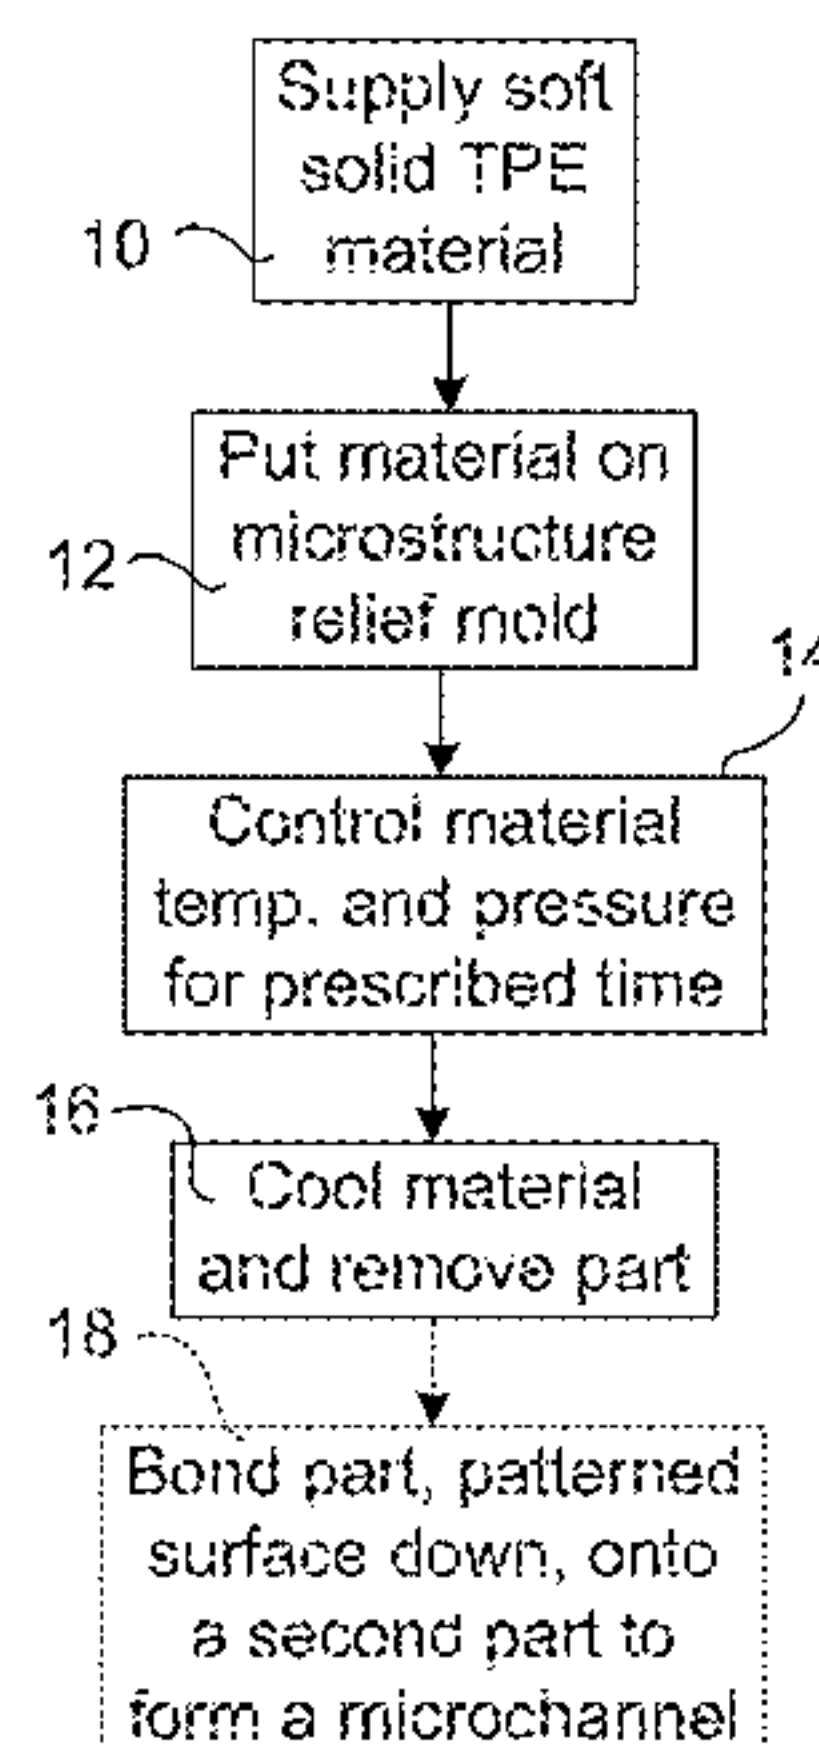 Supply soft
solid TPE
material
10
Put material on
microstructure
relief mold
12
14
Control material
temp. and pressure
for prescribed time
16
Cool material
and remove part
18
Bond part, patterned
surface down, onto
a second part to
form a microchannel